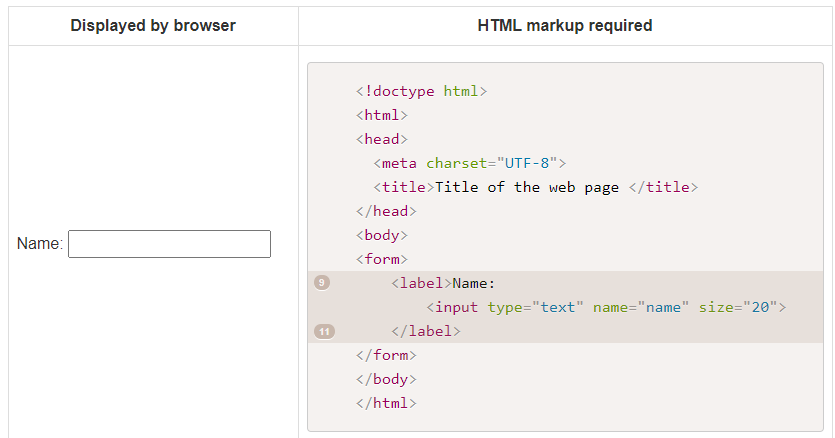 Displayed by browser
HTML markup required
Name:
<!doctype html>
<html>
<head>
<meta charset="UTF-8">
<title>Title of the web page </title>
</head>
<body>
<form>
9
<label>Name:
<input type="text" name="name" size="20">
11
</label>
</form>
</body>
</html>